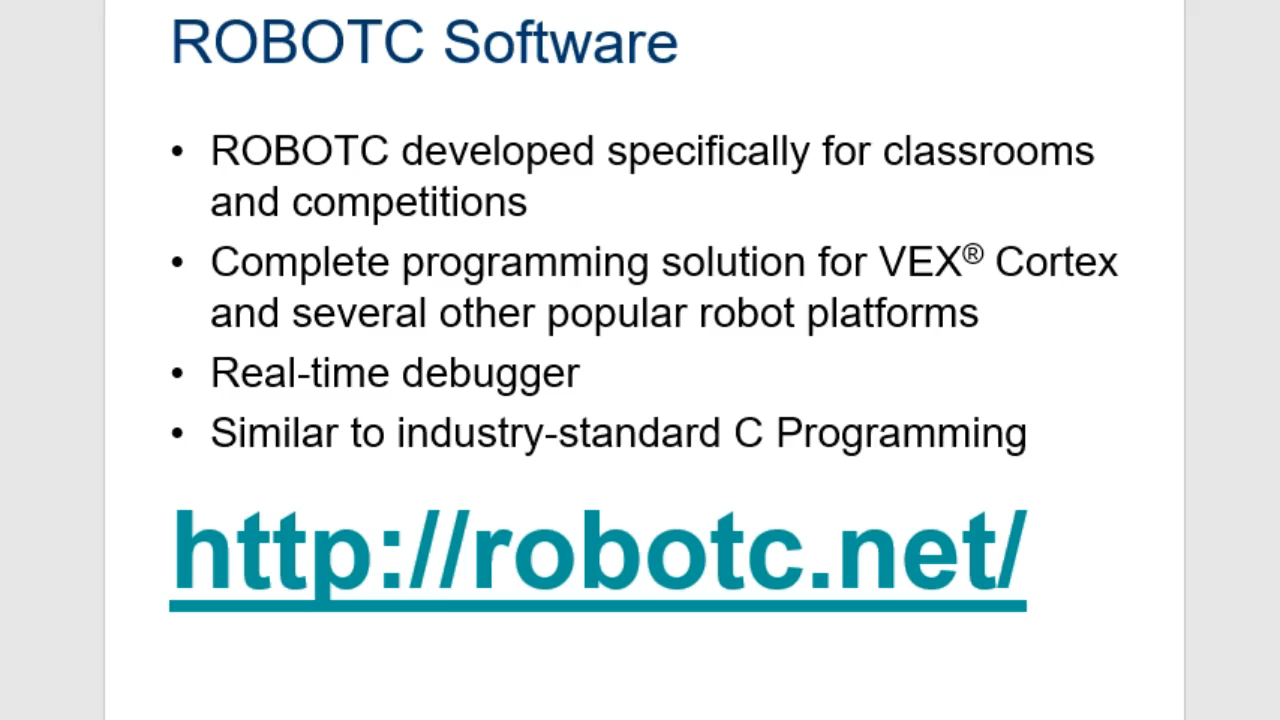 ROBOTC Software
• ROBOTC developed specifically for classrooms
and competitions
• Complete programming solution for VEX® Cortex
and several other popular robot platforms
• Real-time debugger
• Similar to industry-standard C Programming
http://robotc.net/